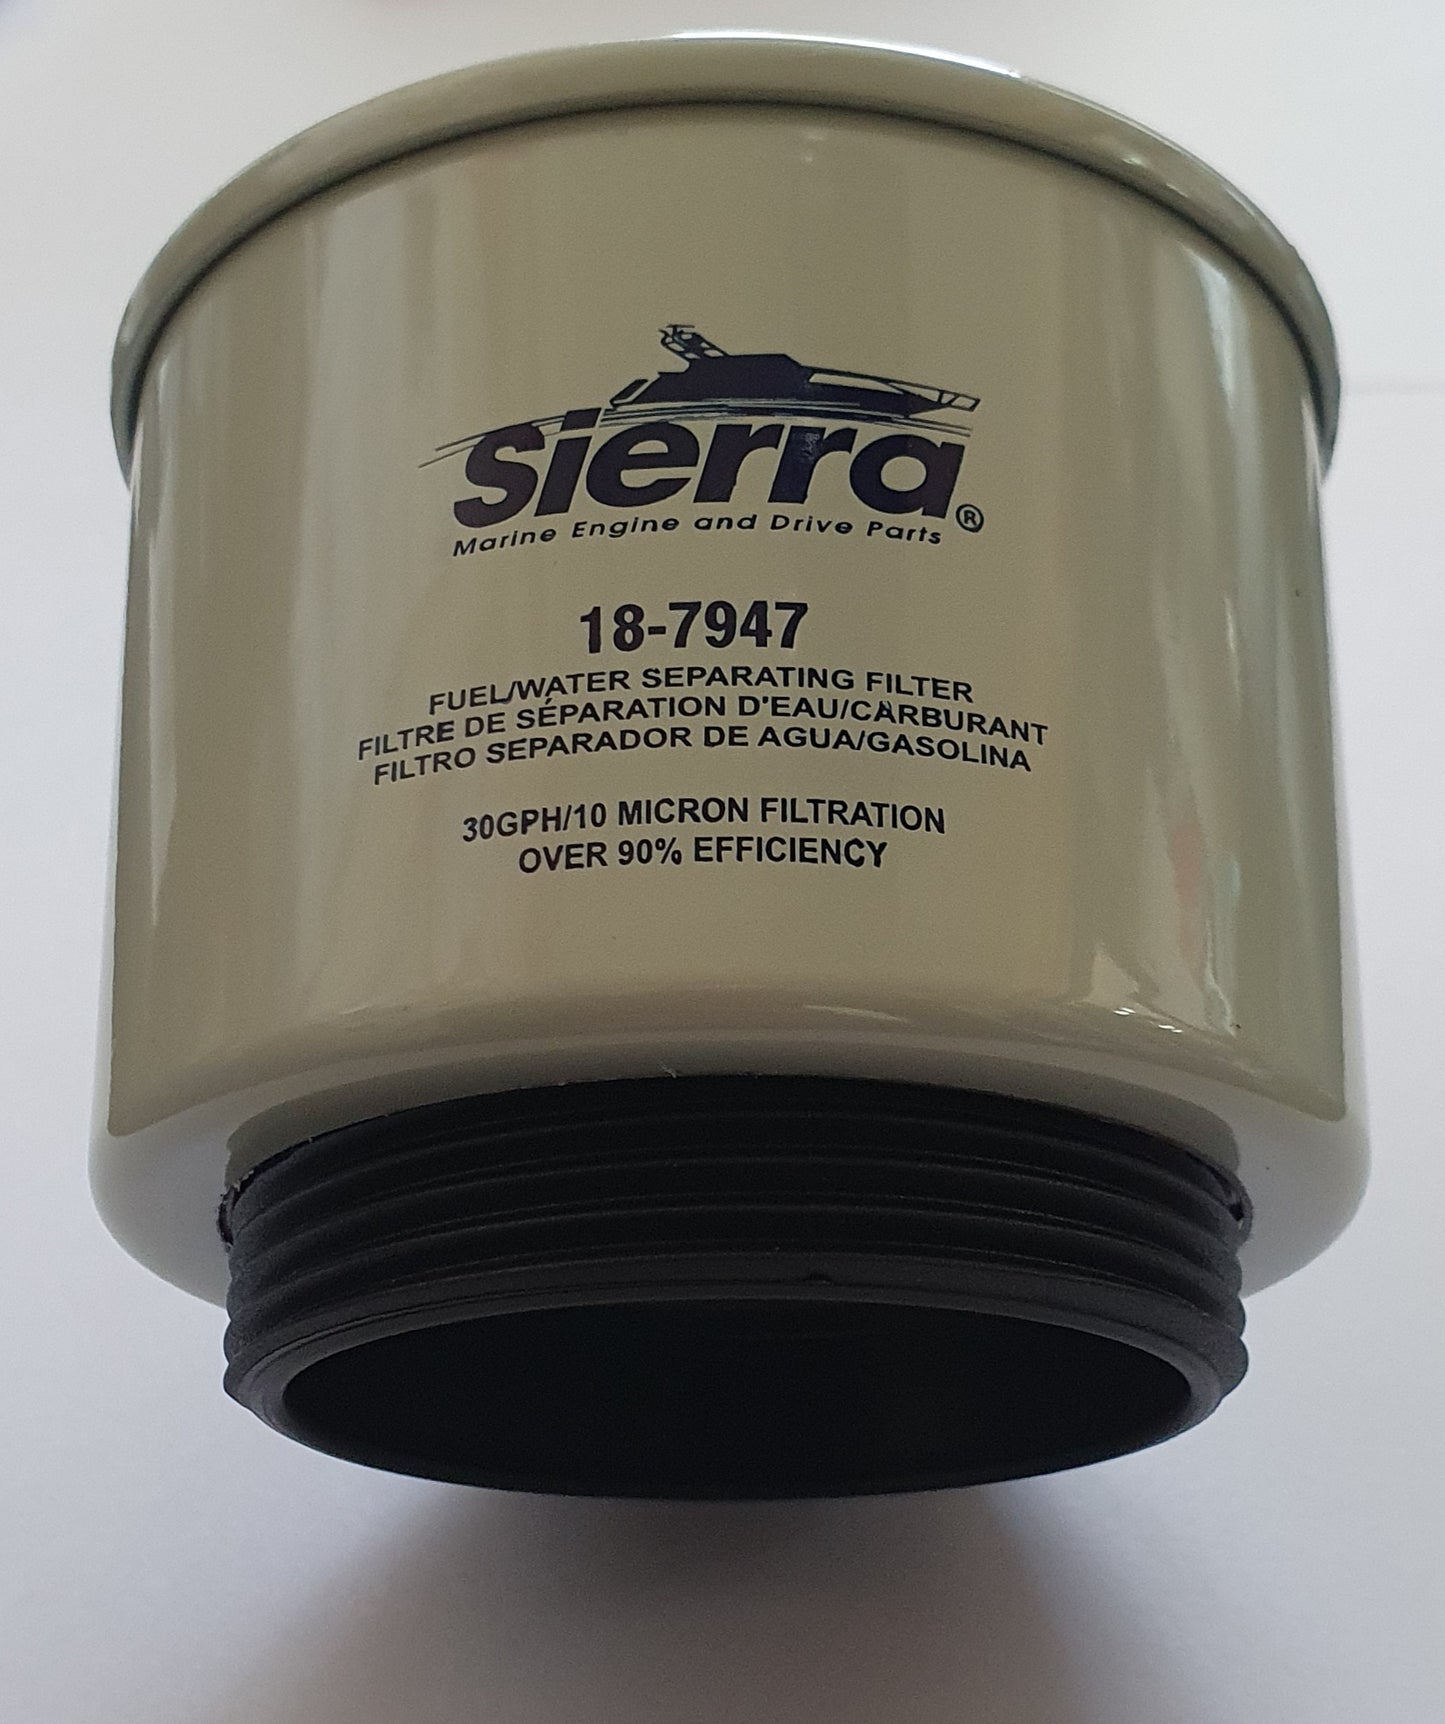 sierra®
Marine Engine and Drive Parts
18-7947
FUEL/WATER SEPARATING FILTER
FILTRE DE SÉPARATION D'EAU/CARBURANT
FILTRO SEPARADOR DE AGUA/GASOLINA
30GPH/10 MICRON FILTRATION
OVER 90% EFFICIENCY